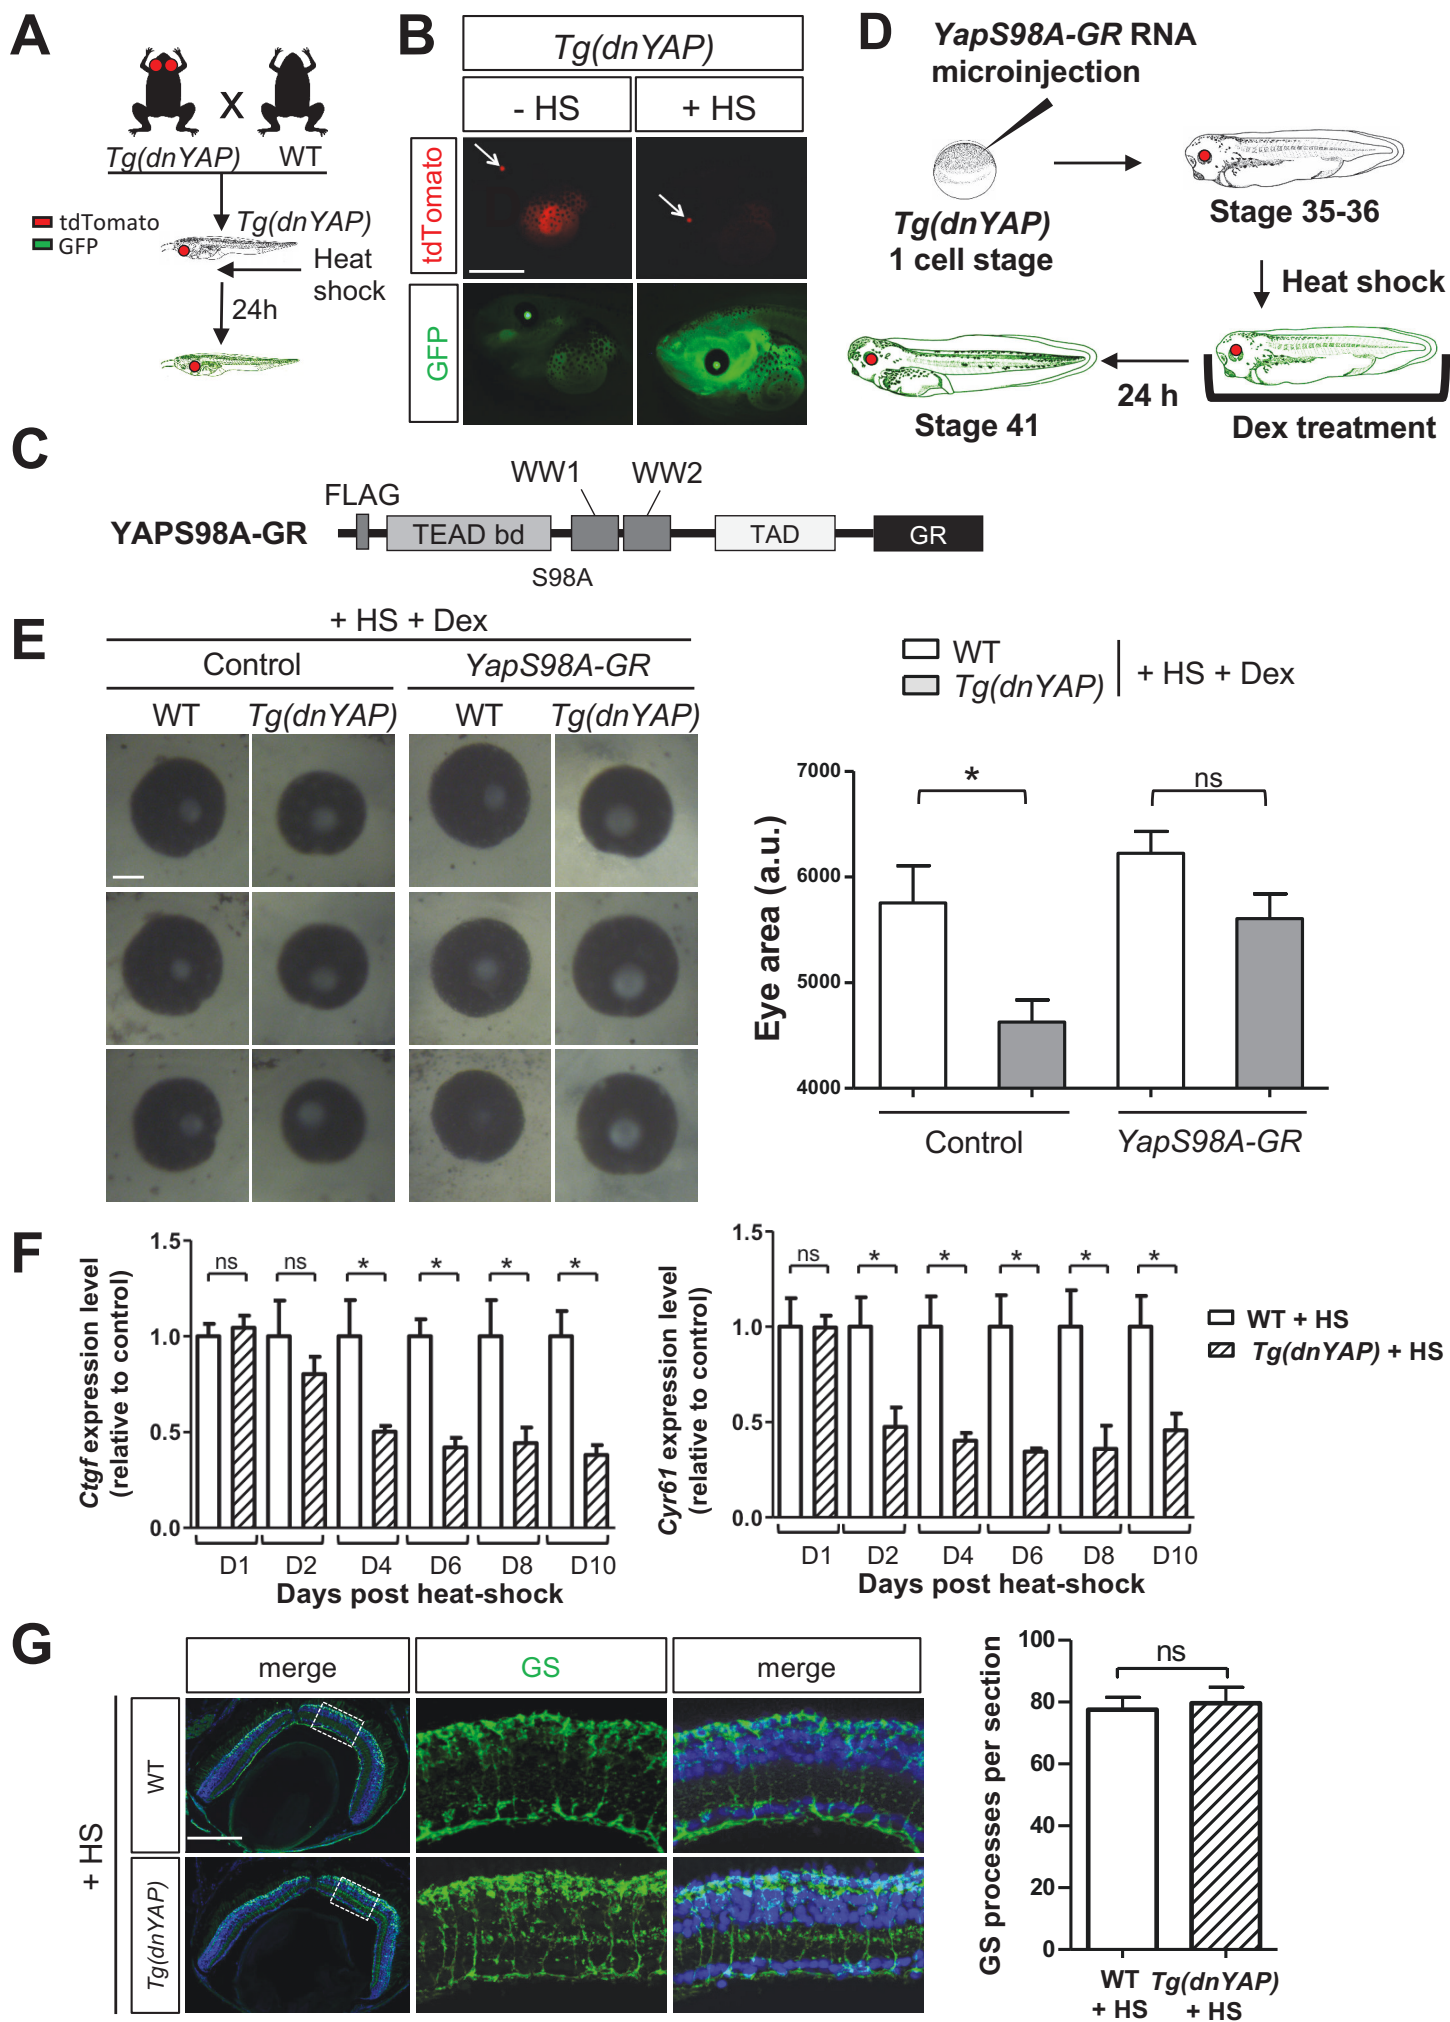 A
Tg(dnYAP)
X
WT
Tg(dnYAP)
tdTomato
GFP
Heat
shock
24h
B
Tg(dnYAP)
- HS
+ HS
tdTomato
GFP
D
YapS98A-GR RNA
microinjection
Tg(dnYAP)
1 cell stage
Stage 35-36
Heat shock
24 h
Stage 41
Dex treatment
C
YAPS98A-GR
FLAG
WW1
WW2
TEAD bd
TAD
GR
S98A
E
+ HS + Dex
Control
YapS98A-GR
WT
Tg(dnYAP)
WT
Tg(dnYAP)
WT
Tg(dnYAP)
+ HS + Dex
Eye area (a.u.)
7000
6000
5000
4000
*
ns
Control
YapS98A-GR
F
Ctgf expression level
(relative to control)
1.5
1.0
0.5
0.0
ns
ns
*
*
*
*
D1
D2
D4
D6
D8
D10
Days post heat-shock
Cyr61 expression level
(relative to control)
1.5
1.0
0.5
0.0
ns
*
*
*
*
*
D1
D2
D4
D6
D8
D10
Days post heat-shock
WT + HS
Tg(dnYAP) + HS
G
merge
GS
merge
+ HS
WT
Tg(dnYAP)
GS processes per section
100
80
60
40
20
0
ns
WT
+ HS
Tg(dnYAP)
+ HS